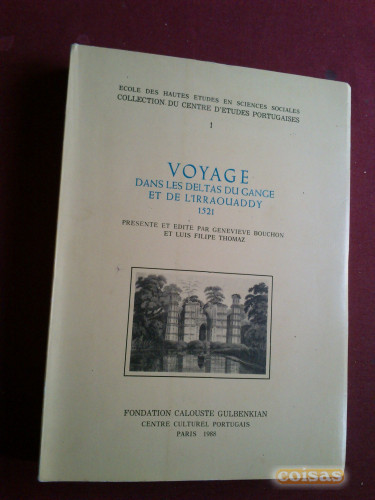 ECOLE DES HAUTES ETUDES EN SCIENCES SOCIALES
COLLECTION DU CENTRE D'ETUDES PORTUGAISES
1
VOYAGE
DANS LES DELTAS DU GANGE
ET DE L'IRRAOUADDY
1521
PRESENTE ET EDITE PAR GENEVIEVE BOUCHON
ET LUIS FILIPE THOMAZ
FONDATION CALOUSTE GULBENKIAN
CENTRE CULTUREL PORTUGAIS
PARIS 1988
coisas